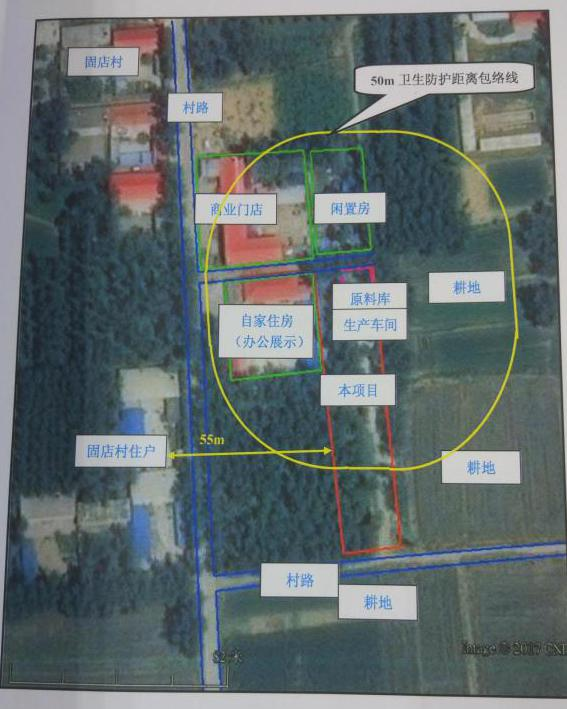 固店村
50m 卫生防护距离包络线
村路
商业门店
闲置房
原料库
耕地
自家住房
（办公展示）
生产车间
本项目
55m
固店村住户
耕地
村路
耕地
Image © 2017